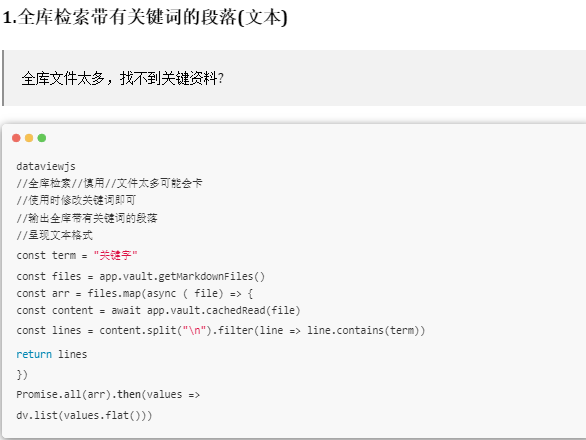 1.全库检索带有关键词的段落(文本)
全库文件太多，找不到关键资料？
dataviewjs
//全库检索//慎用//文件太多可能会卡
//使用时修改关键词即可
//输出全库带有关键词的段落
//呈现文本格式
const term = "关键字"
const files = app.vault.getMarkdownFiles()
const arr = files.map(async ( file) => {
const content = await app.vault.cachedRead(file)
const lines = content.split("\n").filter(line => line.contains(term))
return lines
})
Promise.all(arr).then(values =>
dv.list(values.flat()))